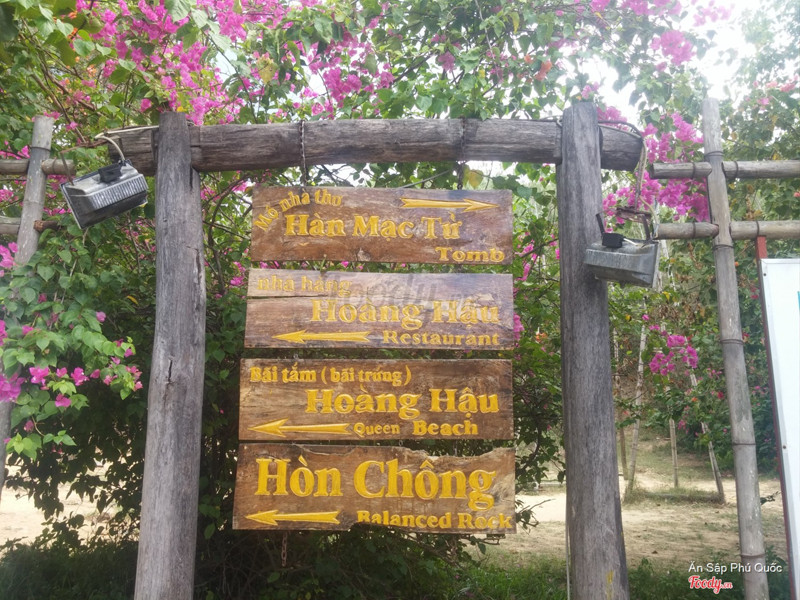 Mộ nhà thơ
Hàn Mạc Tử
Tomb
nhà hàng
Hoàng Hậu
Restaurant
Bãi tắm (bãi trứng)
Hoàng Hậu
Queen Beach
Hòn Chông
Balanced Rock
Ăn Sập Phú Quốc
Foody.vn